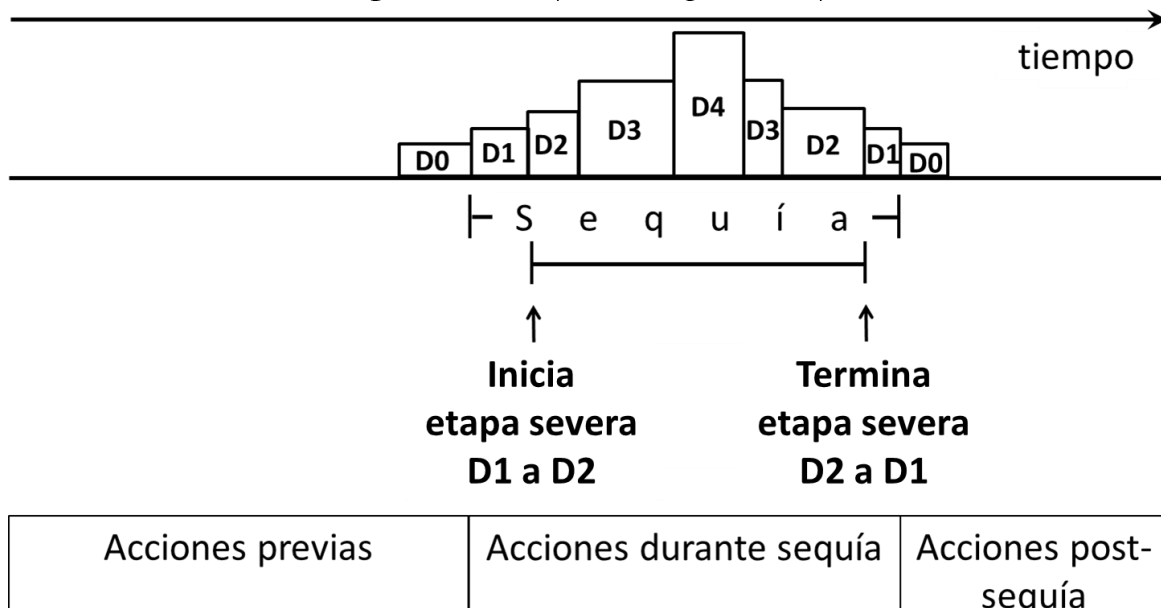 tiempo
D0 D1 D2 D3 D4 D3 D2 D1 D0
S e q u í a
Inicia
etapa severa
D1 a D2
Termina
etapa severa
D2 a D1
Acciones previas
Acciones durante sequía
Acciones post-
sequía